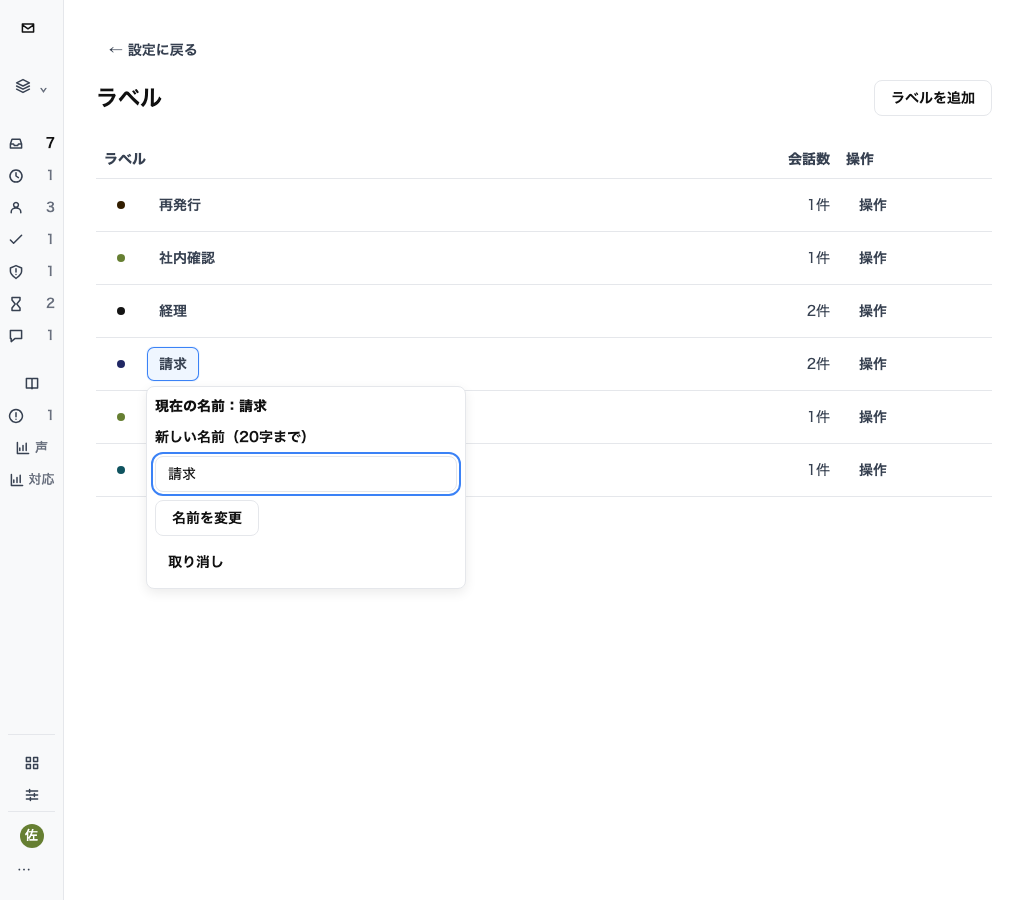 ← 設定に戻る
ラベル
ラベルを追加
ラベル 会話数 操作
再発行 1件 操作
社内確認 1件 操作
経理 2件 操作
請求 2件 操作
1件 操作
1件 操作
現在の名前：請求
新しい名前（20字まで）
請求
名前を変更
取り消し
7
1
3
1
1
2
1
1
声
対応
佐
…